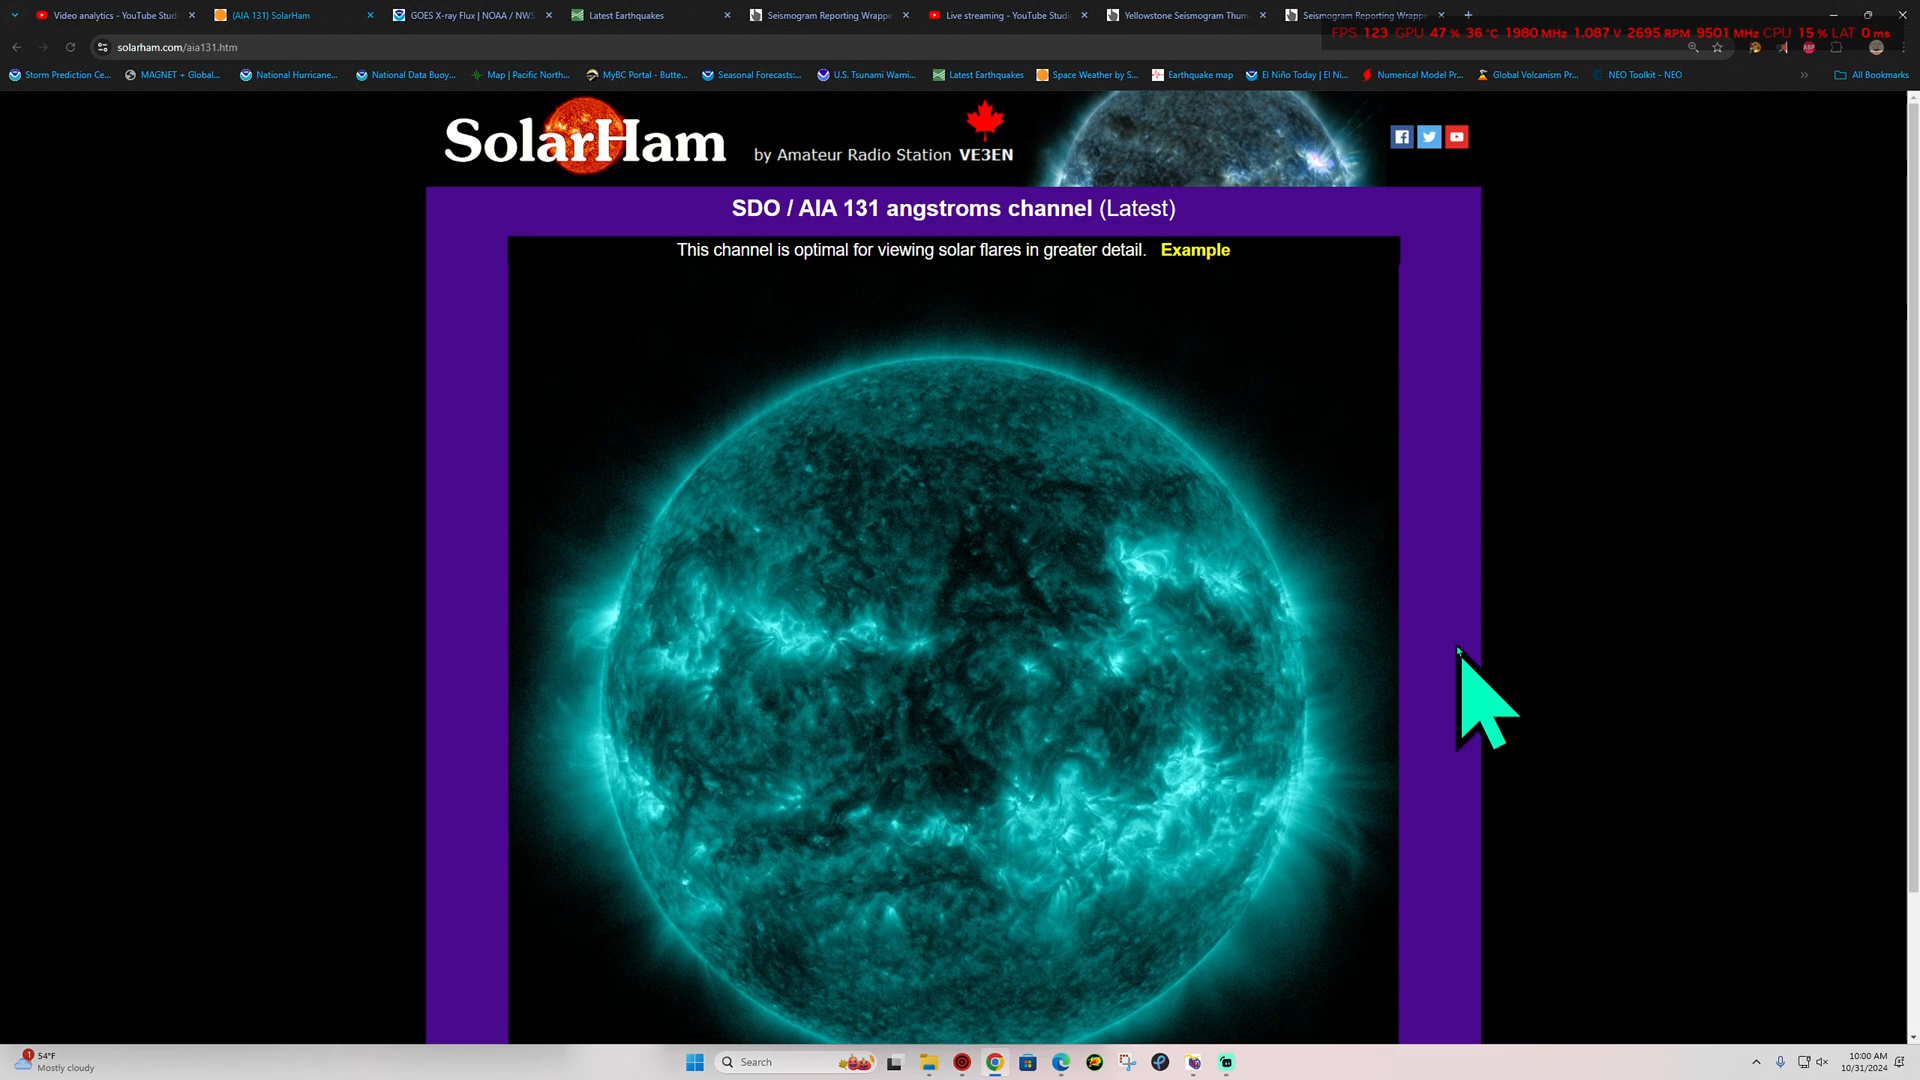 Video analytics - YouTube Studi
(AIA 131) SolarHam
GOES X-ray Flux | NOAA / NWS
Latest Earthquakes
Seismogram Reporting Wrappe
Live streaming - YouTube Studi
Yellowstone Seismogram Thum
Seismogram Reporting Wrappe
FPS 123 GPU 47 % 36 °C 1980 MHz 1.087 V 2695 RPM 9501 MHz CPU 15 % LAT 0 ms
solarham.com/aia131.htm
Storm Prediction Ce...
MAGNET + Global...
National Hurricane...
National Data Buoy...
Map | Pacific North...
MyBC Portal - Butte...
Seasonal Forecasts:...
U.S. Tsunami Warni...
Latest Earthquakes
Space Weather by S...
Earthquake map
El Niño Today | El Ni...
Numerical Model Pr...
Global Volcanism Pr...
NEO Toolkit - NEO
All Bookmarks
SolarHam
by Amateur Radio Station VE3EN
SDO / AIA 131 angstroms channel (Latest)
This channel is optimal for viewing solar flares in greater detail. Example
1
54°F
Mostly cloudy
Search
10:00 AM
10/31/2024